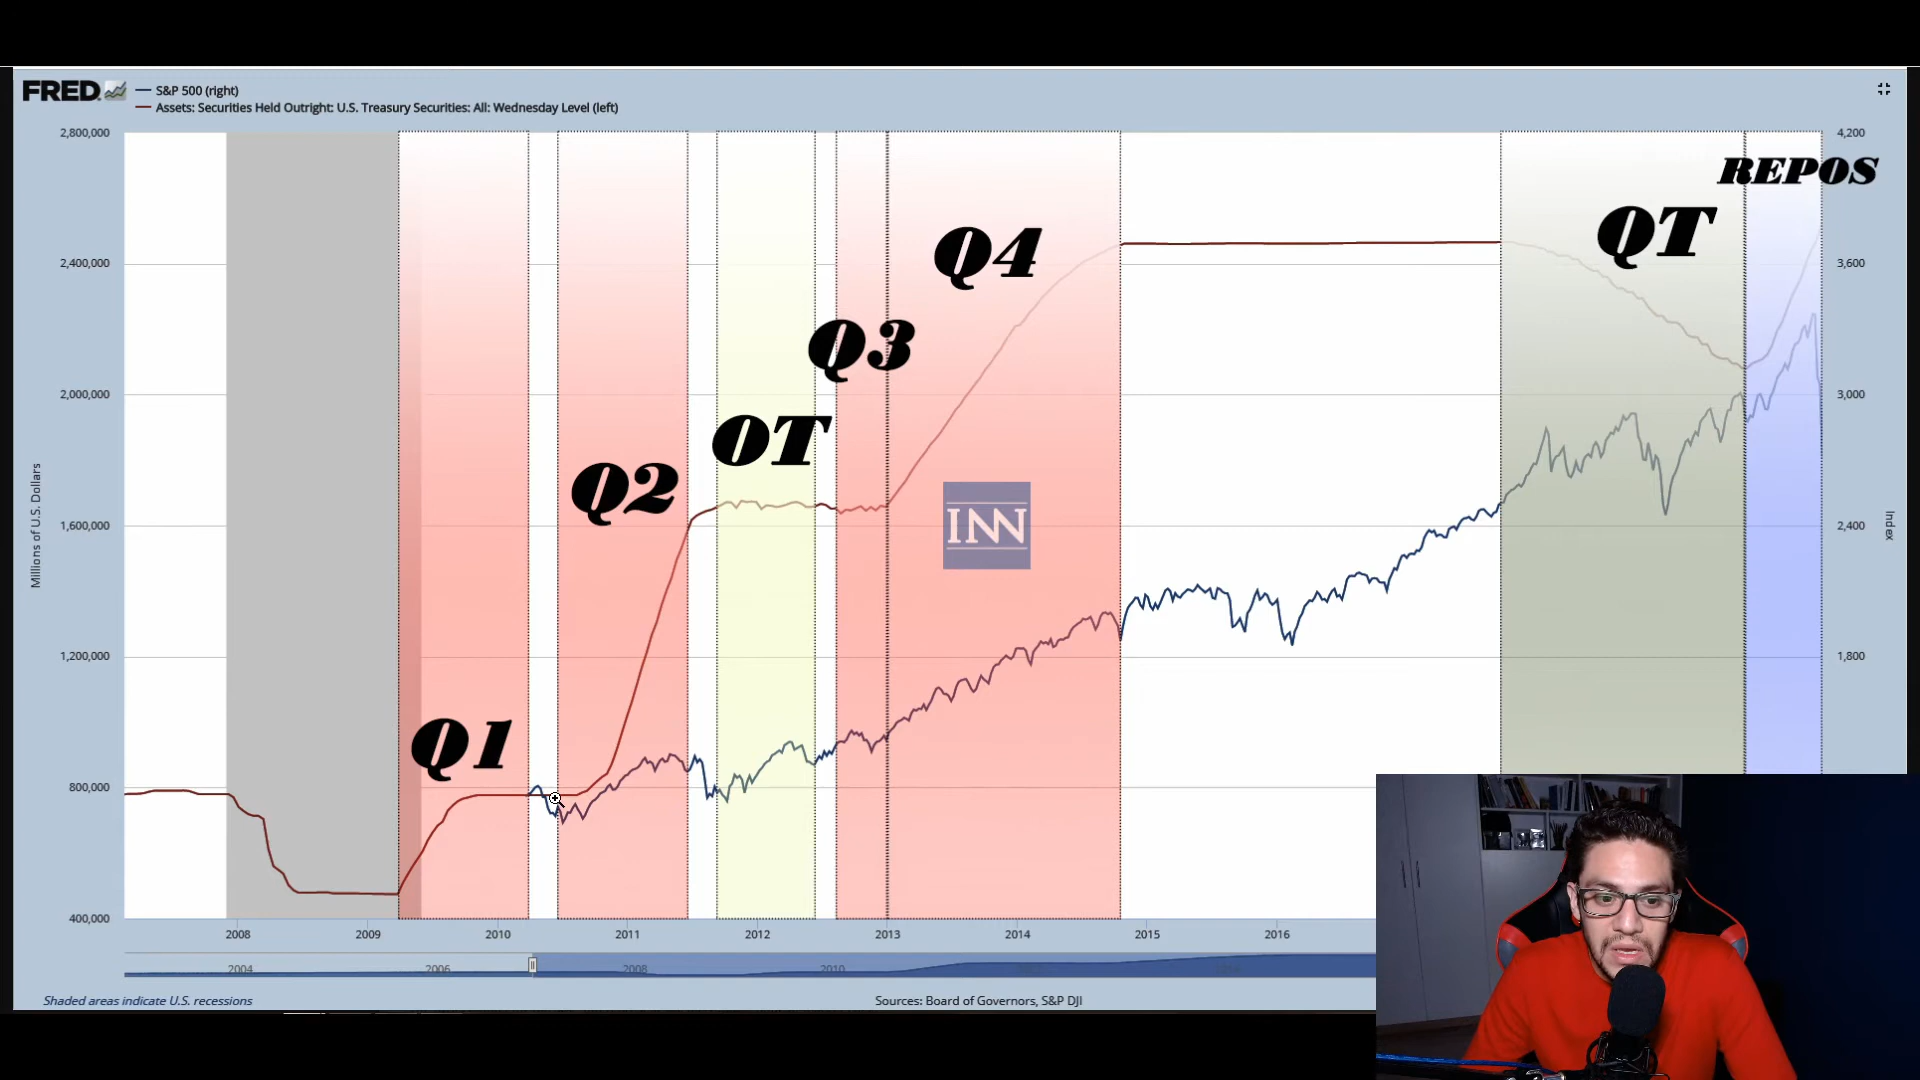 FRED
S&P 500 (right)
Assets: Securities Held Outright: U.S. Treasury Securities: All: Wednesday Level (left)
2,800,000
4,200
REPOS
QT
Q4
2,400,000
3,600
Q3
2,000,000
3,000
OT
Q2
INN
1,600,000
2,400
Millions of U.S. Dollars
Index
1,200,000
1,800
Q1
800,000
400,000
2008 2009 2010 2011 2012 2013 2014 2015 2016
2004 2006 2008 2010
Shaded areas indicate U.S. recessions
Sources: Board of Governors, S&P DJI